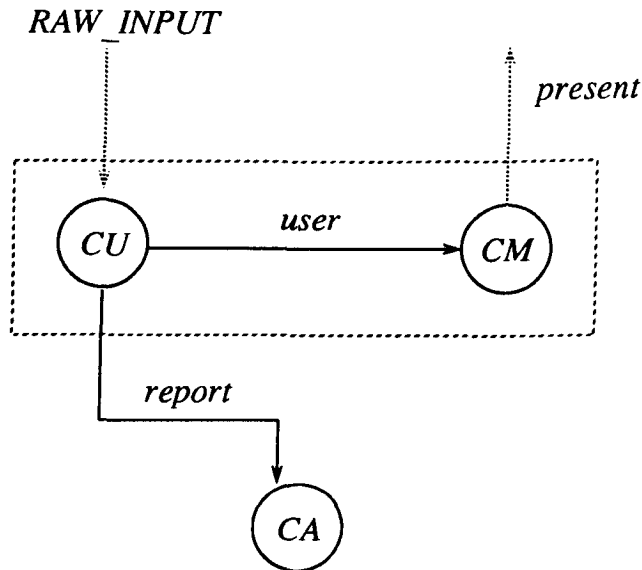 RAW_INPUT
present
user
CU
CM
report
CA